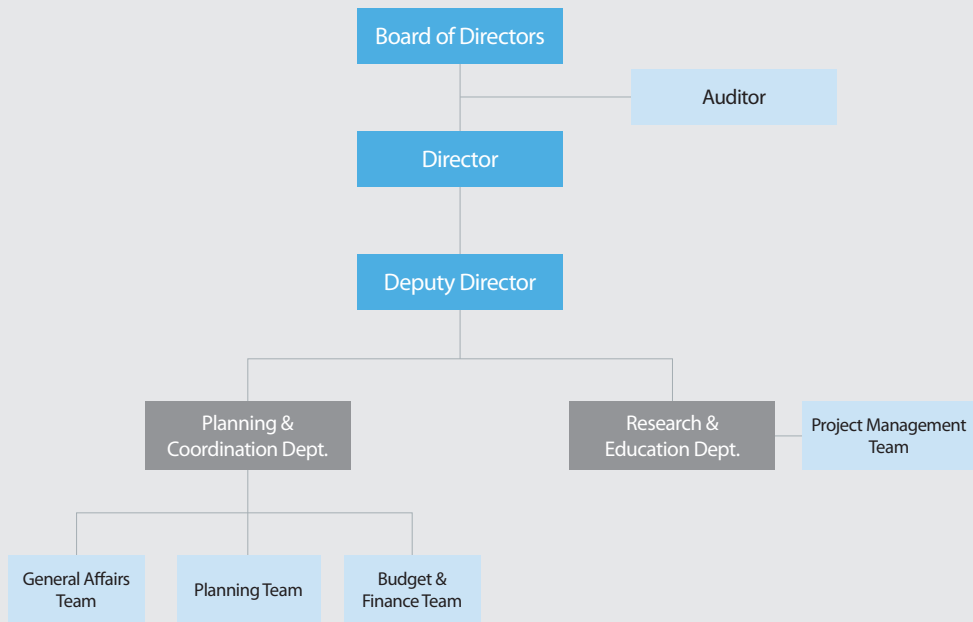 Board of Directors
Auditor
Director
Deputy Director
Planning &
Coordination Dept.
Research &
Education Dept.
Project Management
Team
General Affairs
Team
Planning Team
Budget &
Finance Team